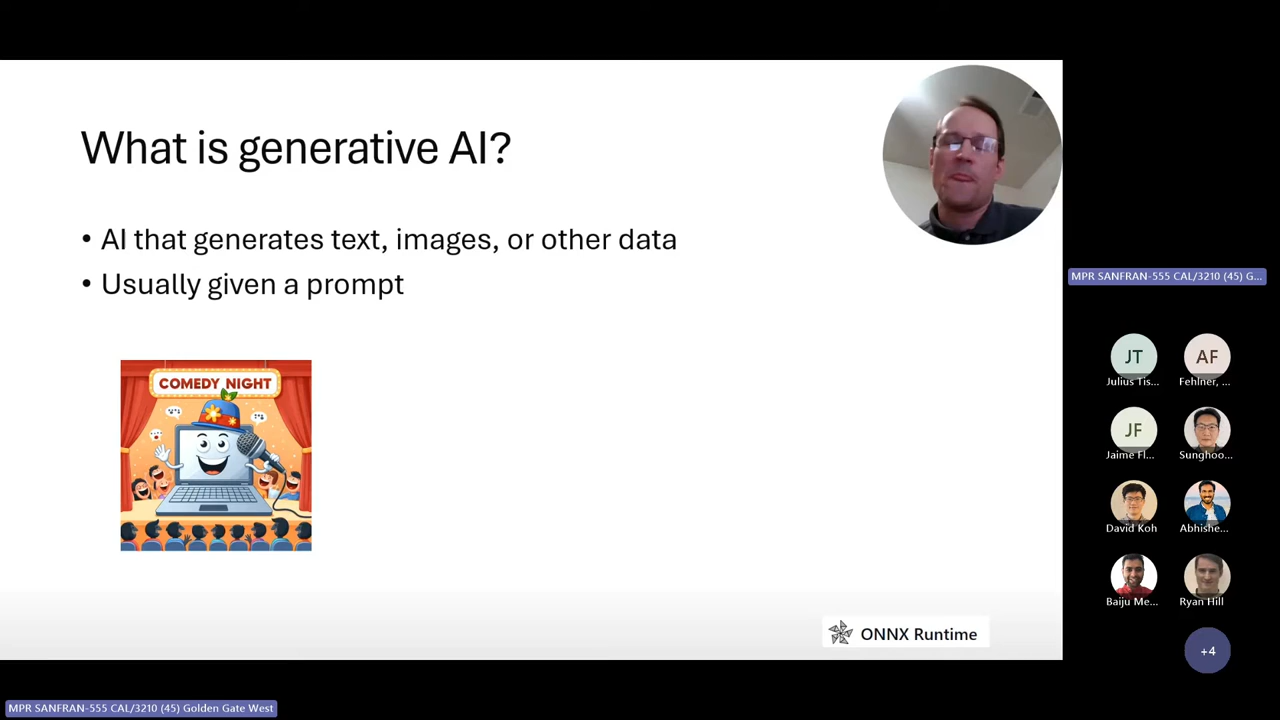 What is generative AI?
• AI that generates text, images, or other data
• Usually given a prompt
COMEDY NIGHT
ONNX Runtime
MPR SANFRAN-555 CAL/3210 (45) G...
JT
Julius Tis...
AF
Fehlner, ...
JF
Jaime Fl...
Sunghoo...
David Koh
Abhishe...
Baiju Me...
Ryan Hill
+4
MPR SANFRAN-555 CAL/3210 (45) Golden Gate West